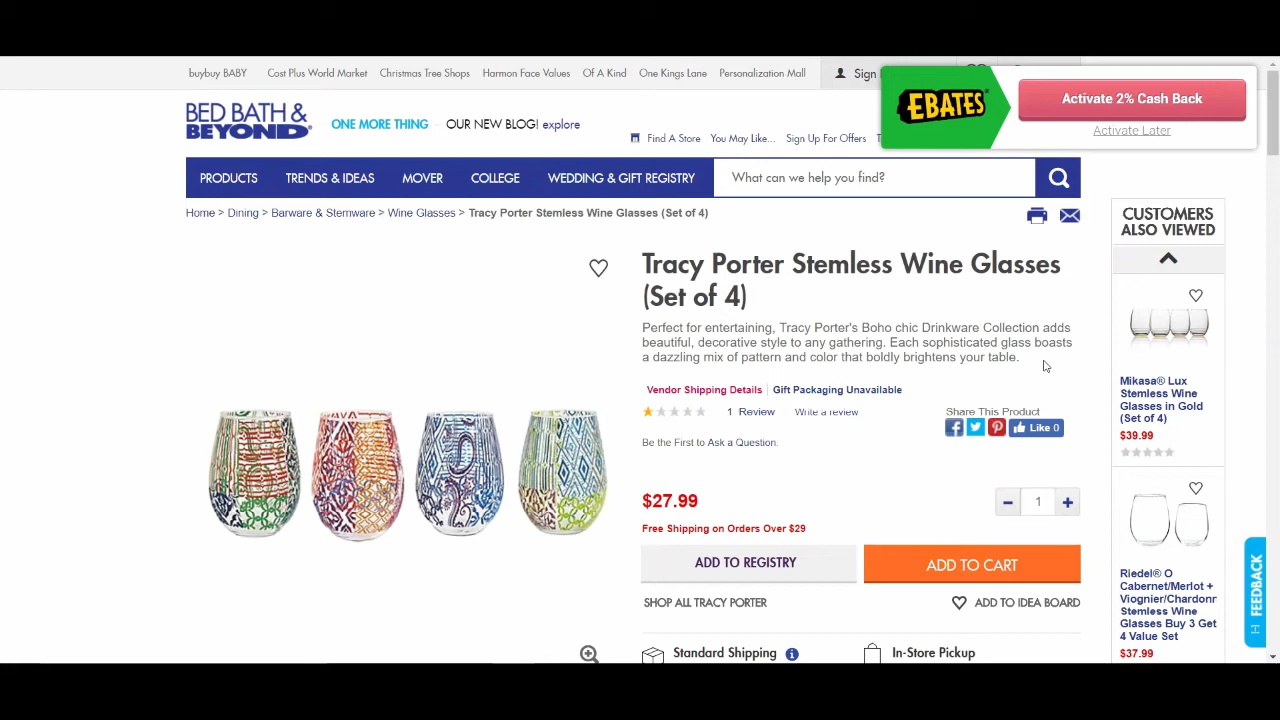 buybuy BABY Cost Plus World Market Christmas Tree Shops Harmon Face Values Of A Kind One Kings Lane Personalization Mall Sign
EBATES
Activate 2% Cash Back
Activate Later
BED BATH &
BEYOND
ONE MORE THING OUR NEW BLOG! explore
Find A Store You May Like... Sign Up For Offers T
PRODUCTS TRENDS & IDEAS MOVER COLLEGE WEDDING & GIFT REGISTRY What can we help you find?
Home > Dining > Barware & Stemware > Wine Glasses > Tracy Porter Stemless Wine Glasses (Set of 4)
Tracy Porter Stemless Wine Glasses
(Set of 4)
Perfect for entertaining, Tracy Porter's Boho chic Drinkware Collection adds
beautiful, decorative style to any gathering. Each sophisticated glass boasts
a dazzling mix of pattern and color that boldly brightens your table.
Vendor Shipping Details Gift Packaging Unavailable
1 Review Write a review
Share This Product
Like 0
Be the First to Ask a Question.
$27.99
- 1 +
Free Shipping on Orders Over $29
ADD TO REGISTRY ADD TO CART
SHOP ALL TRACY PORTER ADD TO IDEA BOARD
Standard Shipping i In-Store Pickup
CUSTOMERS
ALSO VIEWED
Mikasa® Lux
Stemless Wine
Glasses in Gold
(Set of 4)
$39.99
Riedel® O
Cabernet/Merlot +
Viognier/Chardonn
Stemless Wine
Glasses Buy 3 Get
4 Value Set
$37.99
FEEDBACK